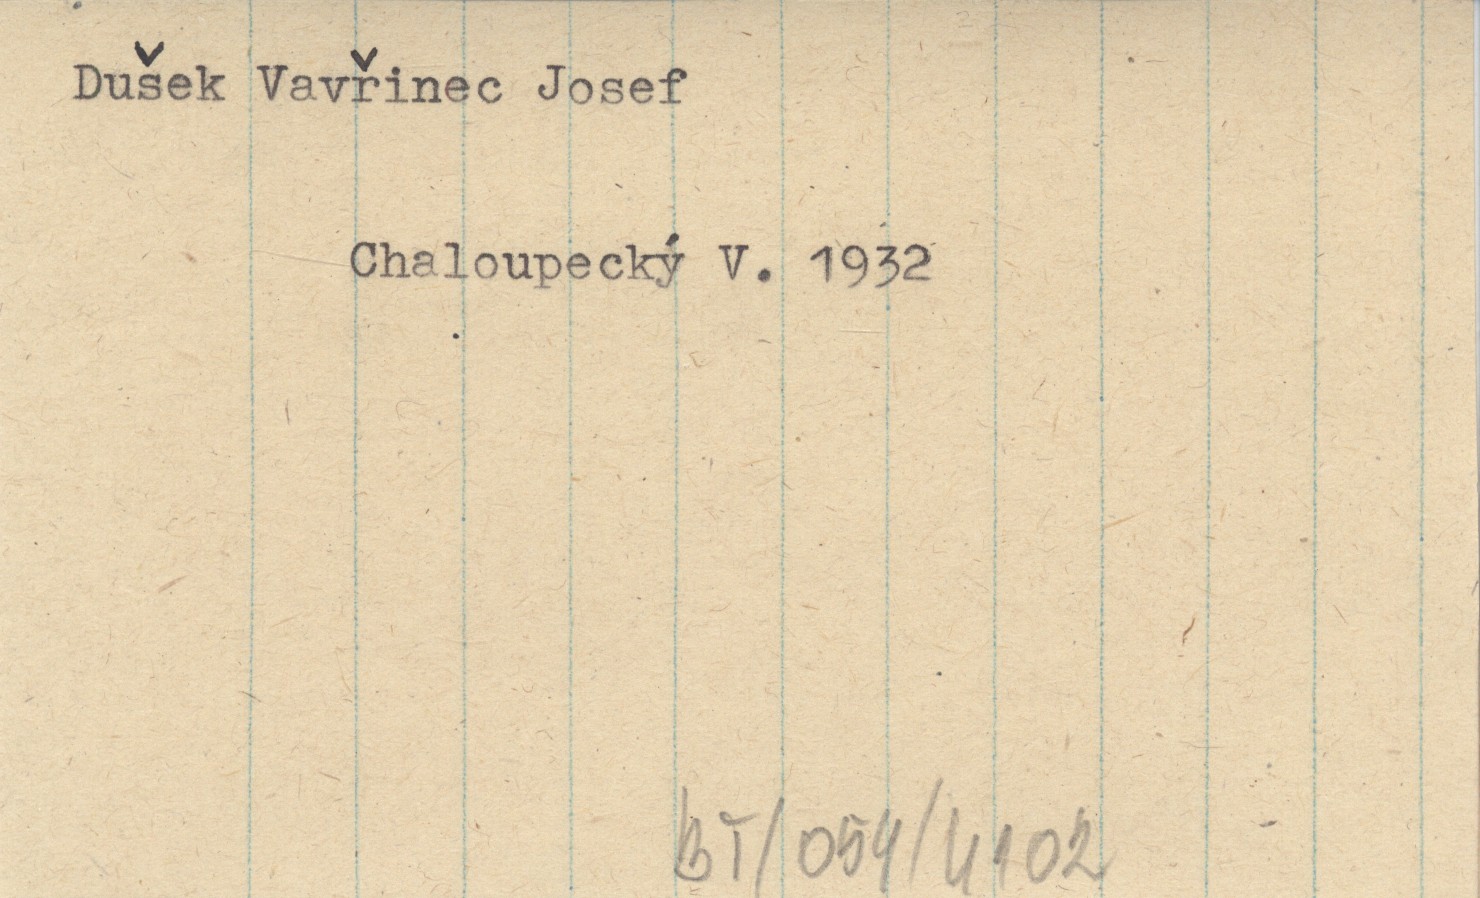 Dušek Vavřinec Josef
Chaloupecký V. 1932
BT/054/4102